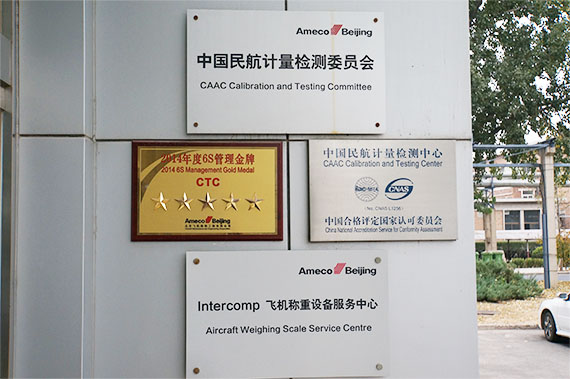 Ameco Beijing
中国民航计量检测委员会
CAAC Calibration and Testing Committee
2014年度6S管理金牌
2014 6S Management Gold Medal
CTC
Ameco Beijing
中国民航计量检测中心
CAAC Calibration and Testing Center
CNAS
中国合格评定国家认可委员会
China National Accreditation Service for Conformity Assessment
Ameco Beijing
Intercomp 飞机称重设备服务中心
Aircraft Weighing Scale Service Centre